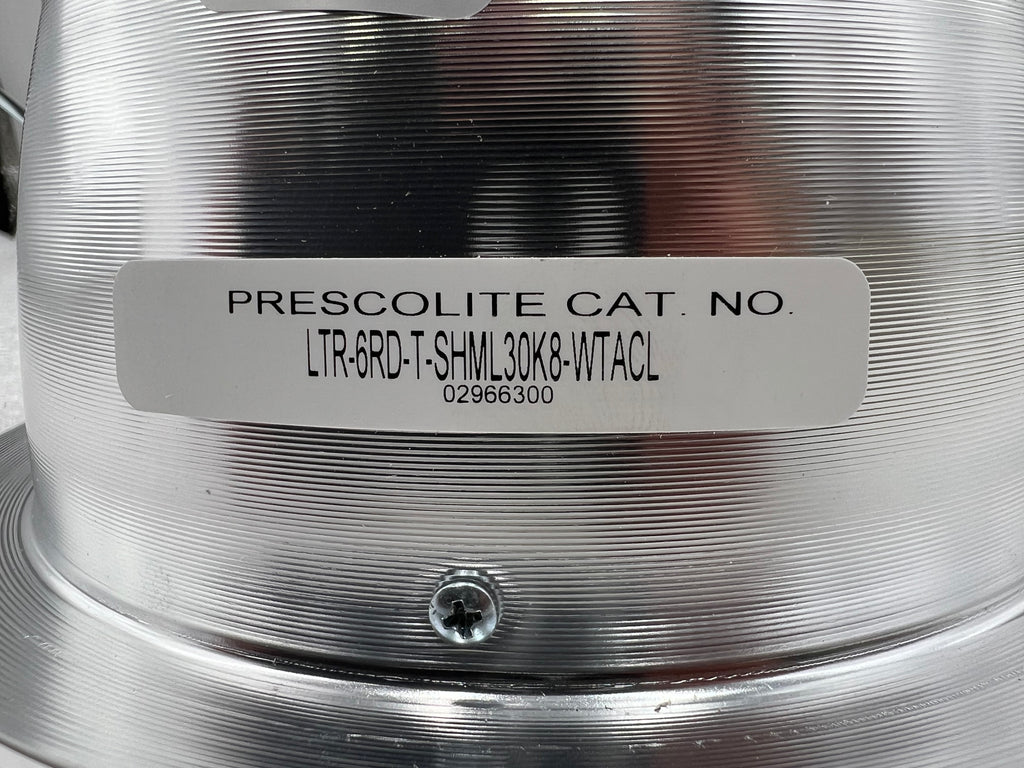 PRESCOLITE CAT. NO.
LTR-6RD-T-SHML30K8-WTACL
02966300